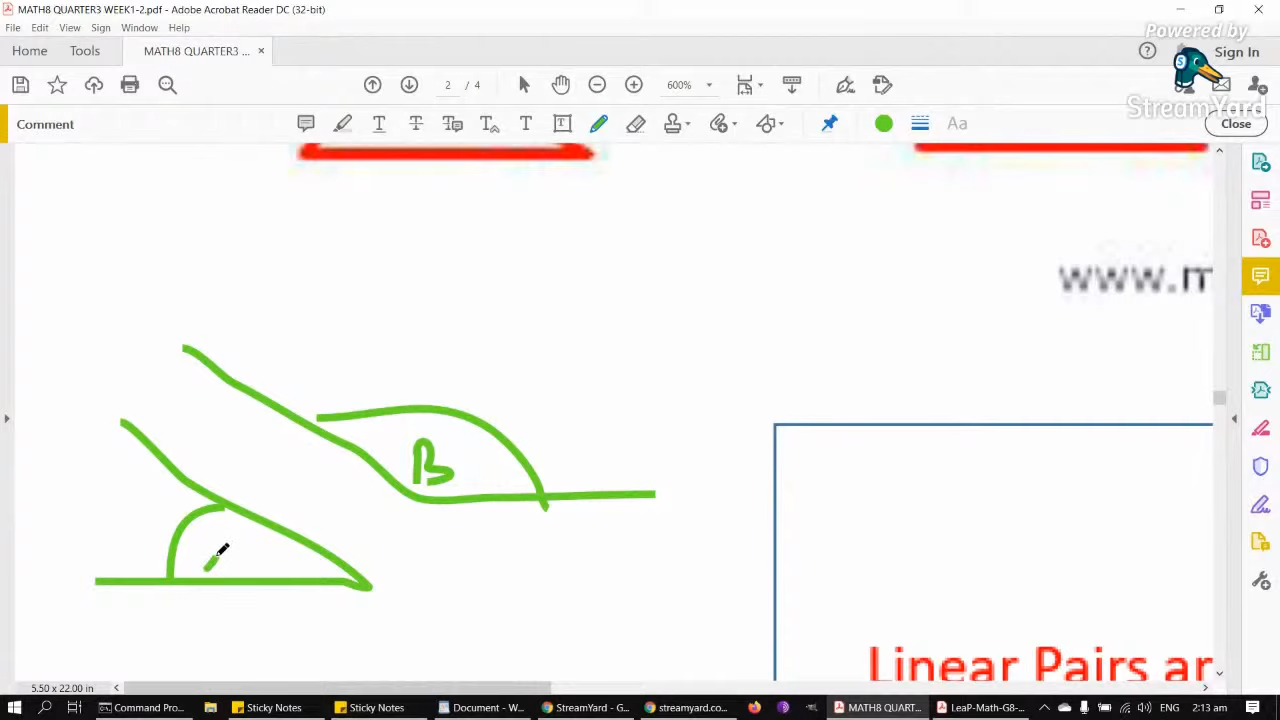 MATH8 QUARTER3 WEEK1-2.pdf - Adobe Acrobat Reader DC (32-bit)
File Edit View Sign Window Help
Powered by
StreamYard
Home Tools MATH8 QUARTER3 ... × Sign In
2 / 4 600%
Comment Aa Close
www.m
B
Linear Pairs ar
5.50 x 22.00 in
Command Pro... Sticky Notes Sticky Notes Document - W... StreamYard - G... streamyard.co... MATH8 QUART... LeaP-Math-G8-... 2:13 am